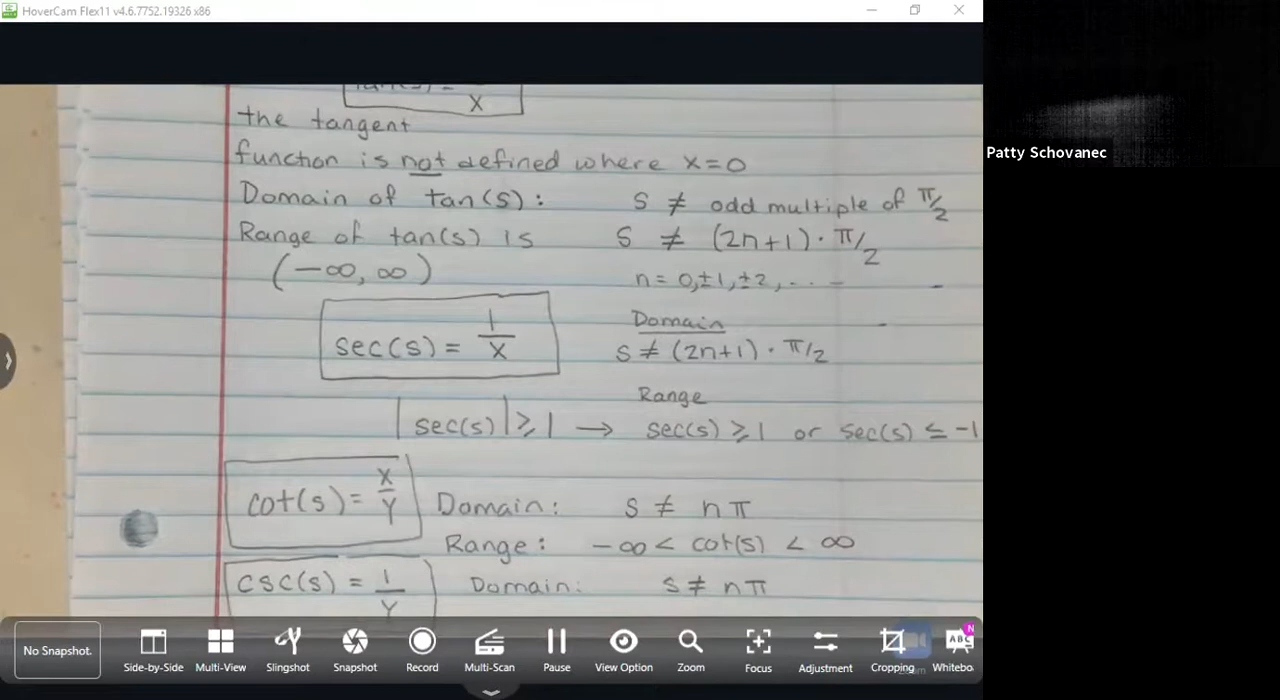 HoverCam Flex11 v4.6.7752.19326 x86
Patty Schovanec
X
the tangent
function is not defined where x=0
Domain of tan(s): s ≠ odd multiple of π/2
Range of tan(s) is s ≠ (2n+1)·π/2
(-∞, ∞) n = 0,±1,±2, ...
sec(s) = 1/x
Domain
s ≠ (2n+1)·π/2
Range
|sec(s)| ≥ 1 → sec(s) ≥ 1 or sec(s) ≤ -1
cot(s) = x/y Domain: s ≠ nπ
Range: -∞ < cot(s) < ∞
csc(s) = 1/y Domain: s ≠ nπ
No Snapshot.
Side-by-Side Multi-View Slingshot Snapshot Record Multi-Scan Pause View Option Zoom Focus Adjustment Cropping Whitebo
ABC
N